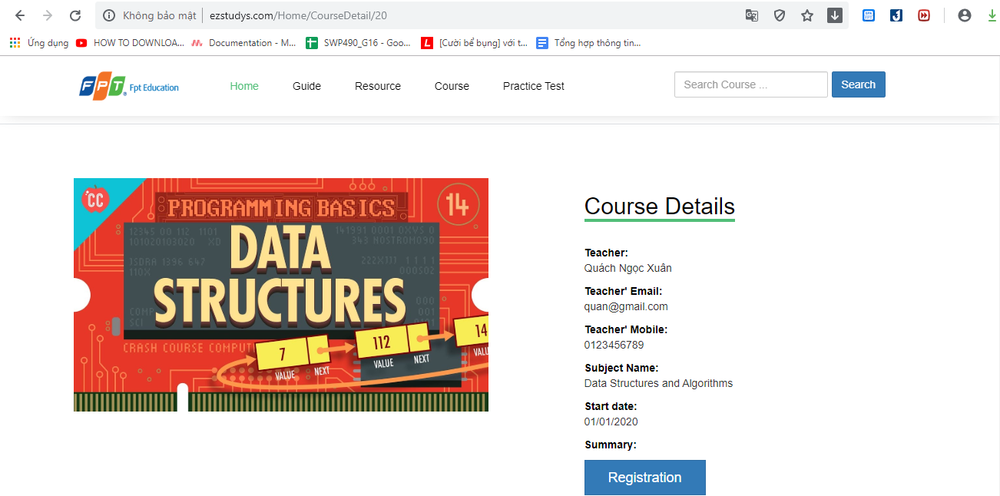 Không bảo mật ezstudys.com/Home/CourseDetail/20
Ứng dụng HOW TO DOWNLOA... Documentation - M... SWP490_G16 - Goo... [Cười bể bụng] với t... Tổng hợp thông tin...
FPT Fpt Education Home Guide Resource Course Practice Test Search Course ... Search
CC
PROGRAMMING BASICS
14
DATA
STRUCTURES
CRASH COURSE COMPUT
7 112 14
VALUE NEXT VALUE NEXT VALU
Course Details
Teacher:
Quách Ngọc Xuân
Teacher' Email:
quan@gmail.com
Teacher' Mobile:
0123456789
Subject Name:
Data Structures and Algorithms
Start date:
01/01/2020
Summary:
Registration